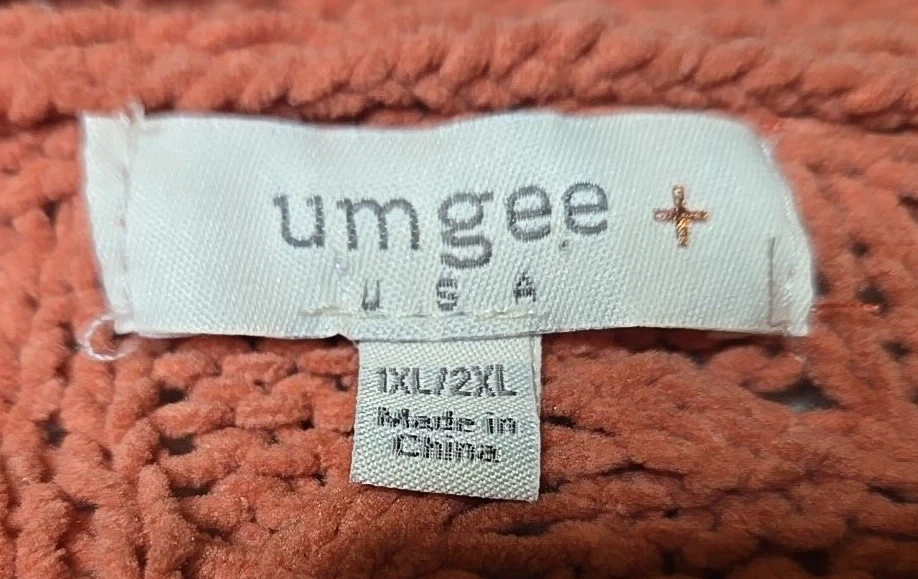 umgee +
U S A
1XL/2XL
Made in
China